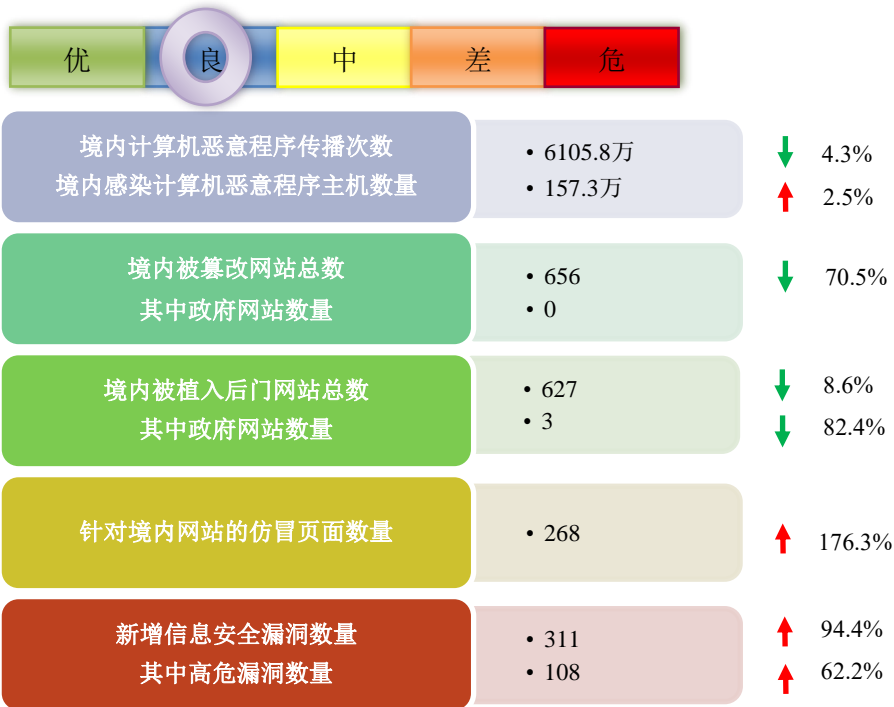 优 良 中 差 危
境内计算机恶意程序传播次数
境内感染计算机恶意程序主机数量
• 6105.8万
• 157.3万
4.3%
2.5%
境内被篡改网站总数
其中政府网站数量
• 656
• 0
70.5%
境内被植入后门网站总数
其中政府网站数量
• 627
• 3
8.6%
82.4%
针对境内网站的仿冒页面数量
• 268
176.3%
新增信息安全漏洞数量
其中高危漏洞数量
• 311
• 108
94.4%
62.2%